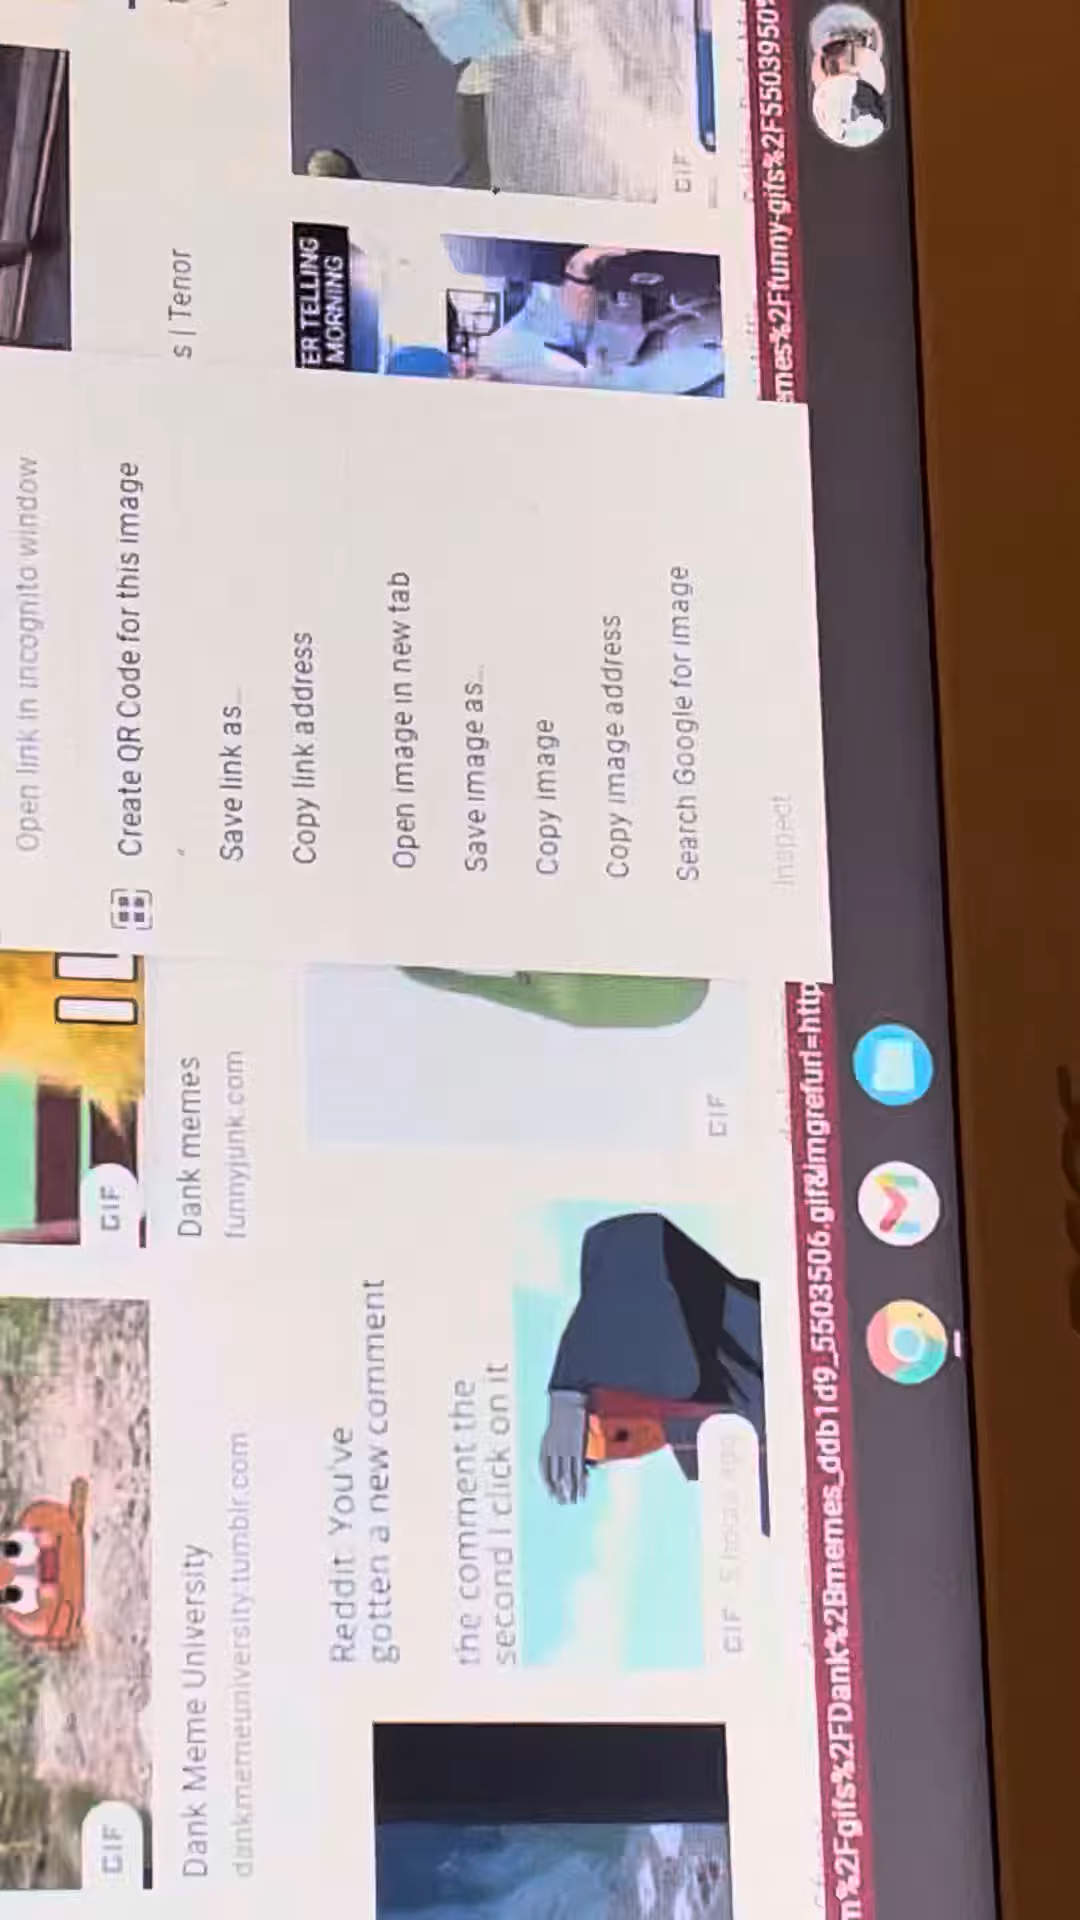 Open link in incognito window
Create QR Code for this image
Save link as...
Copy link address
Open image in new tab
Save image as...
Copy image
Copy image address
Search Google for image
Inspect
GIF
Dank Meme University
dankmemeuniversity.tumblr.com
GIF
Dank memes
funnyjunk.com
s | Tenor
Reddit: You've
gotten a new comment
the comment the
second I click on it
GIF 5 hours ago
GIF
ER TELLING
MORNING
GIF
m%2Fgifs%2FDank%2Bmemes_ddb1d9_5503506.gif&imgrefurl=http
emes%2Ffunny-gifs%2F5503950%